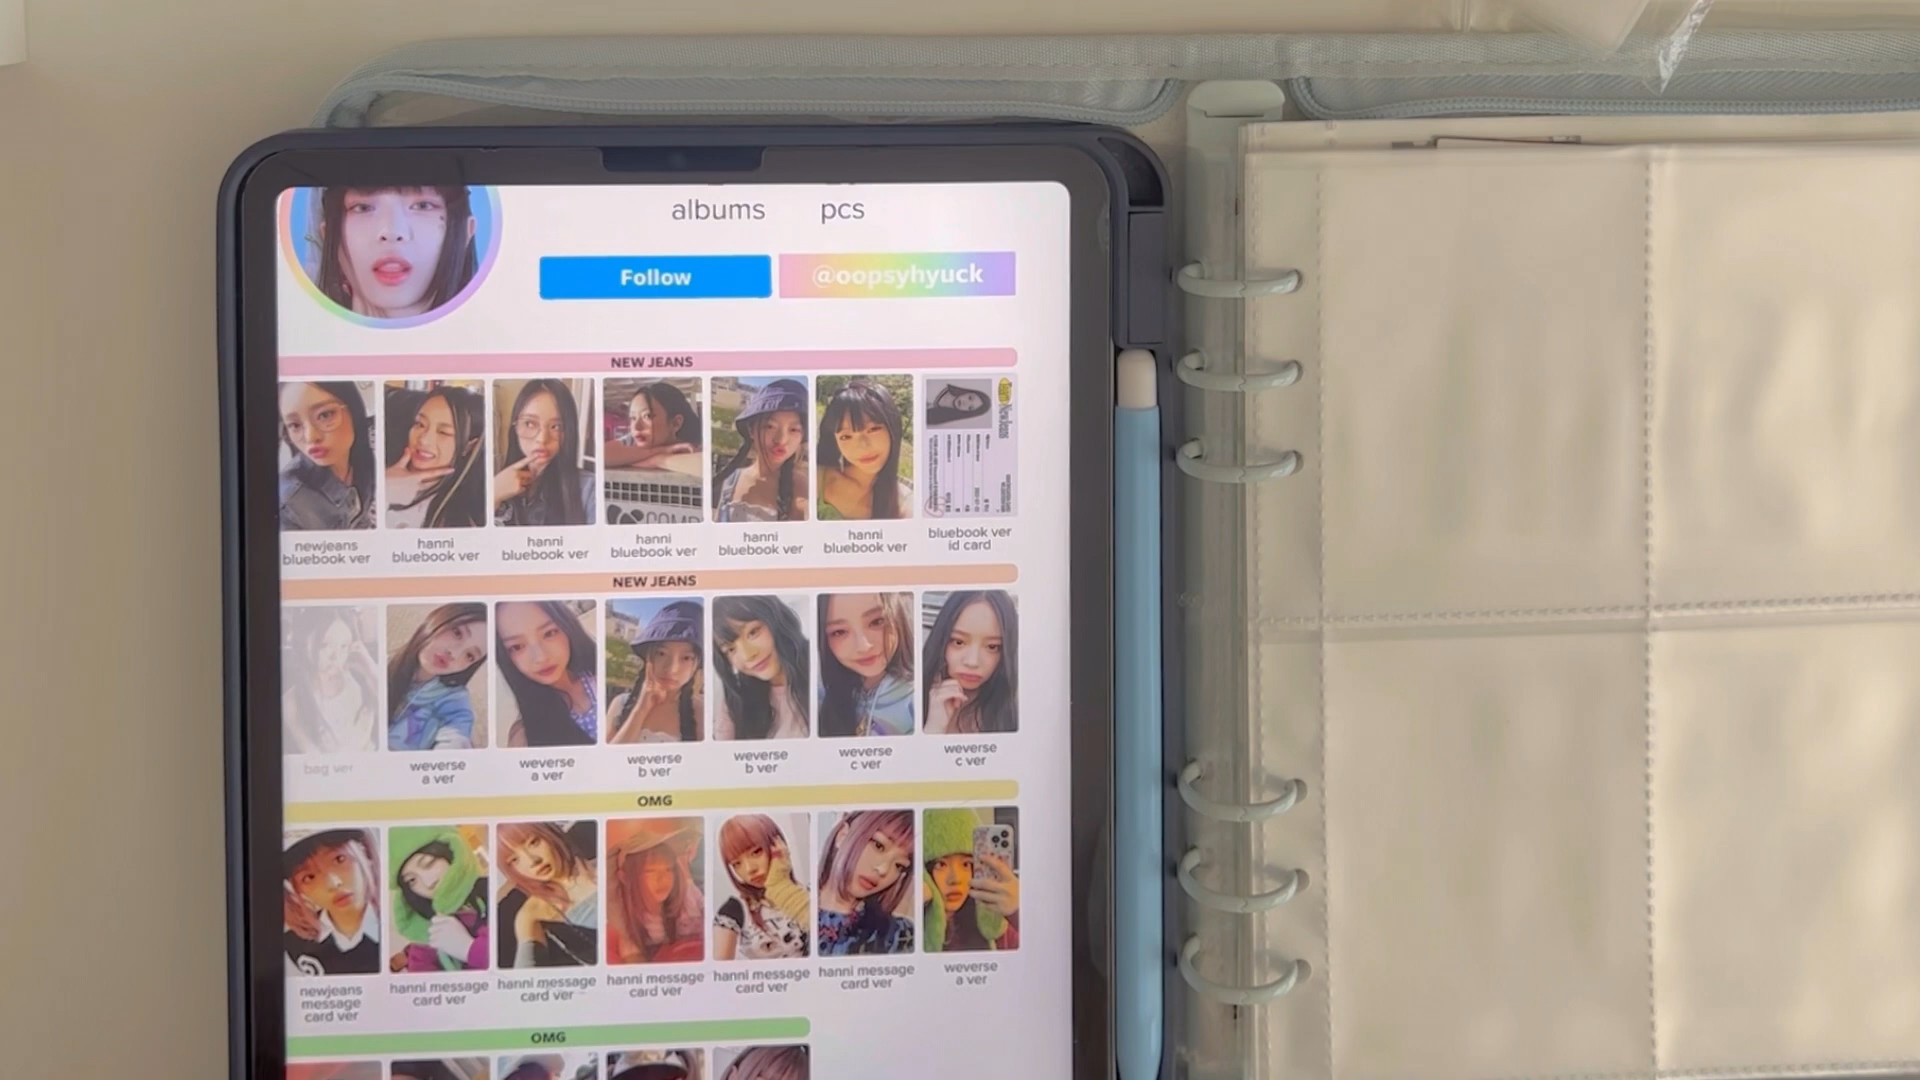 albums pcs
Follow @oopsyhyuck
NEW JEANS
newjeans
bluebook ver
hanni
bluebook ver
hanni
bluebook ver
hanni
bluebook ver
hanni
bluebook ver
hanni
bluebook ver
bluebook ver
id card
NEW JEANS
bag ver
weverse
a ver
weverse
a ver
weverse
b ver
weverse
b ver
weverse
c ver
weverse
c ver
OMG
newjeans
message
card ver
hanni message
card ver
hanni message
card ver
hanni message
card ver
hanni message
card ver
hanni message
card ver
weverse
a ver
OMG